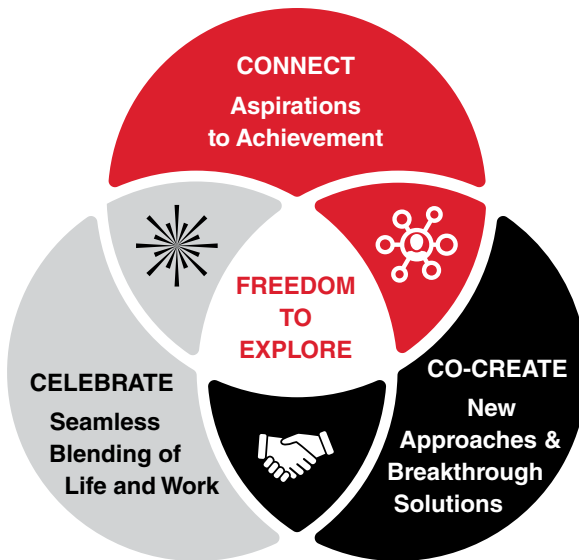 CONNECT
Aspirations
to Achievement
FREEDOM
TO
EXPLORE
CELEBRATE
Seamless
Blending of
Life and Work
CO-CREATE
New
Approaches &
Breakthrough
Solutions